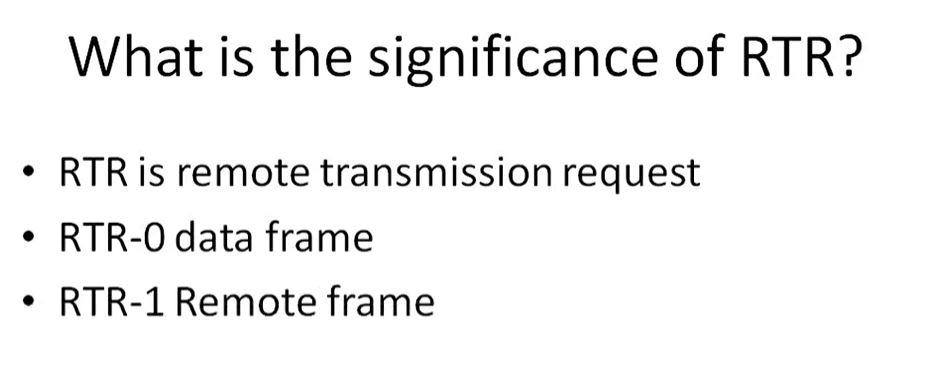 What is the significance of RTR?
• RTR is remote transmission request
• RTR-0 data frame
• RTR-1 Remote frame